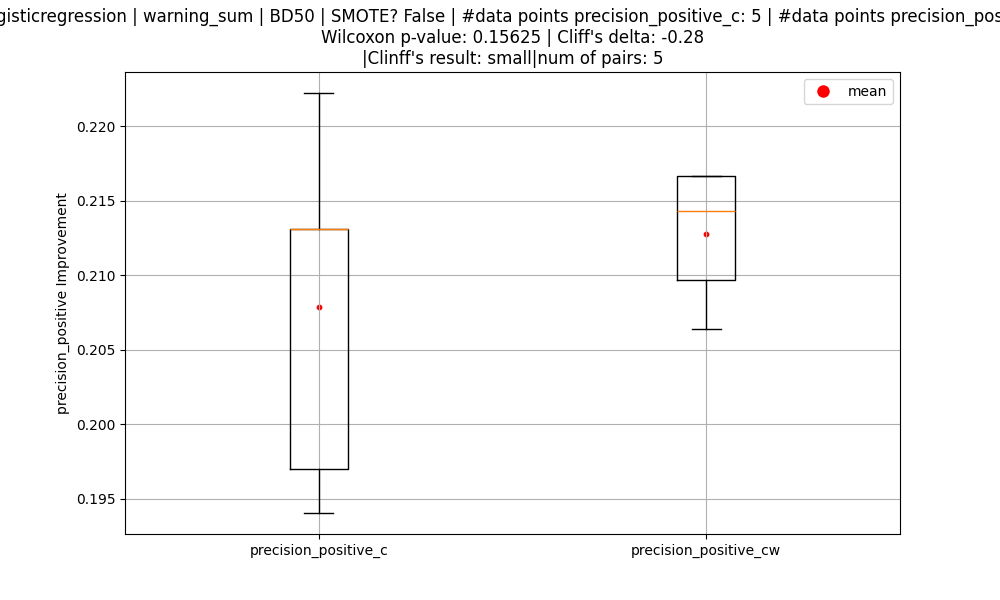 gisticregression | warning_sum | BD50 | SMOTE? False | #data points precision_positive_c: 5 | #data points precision_pos
Wilcoxon p-value: 0.15625 | Cliff's delta: -0.28
|Clinff's result: small|num of pairs: 5
mean
0.220
0.215
0.210
0.205
0.200
0.195
precision_positive Improvement
precision_positive_c
precision_positive_cw